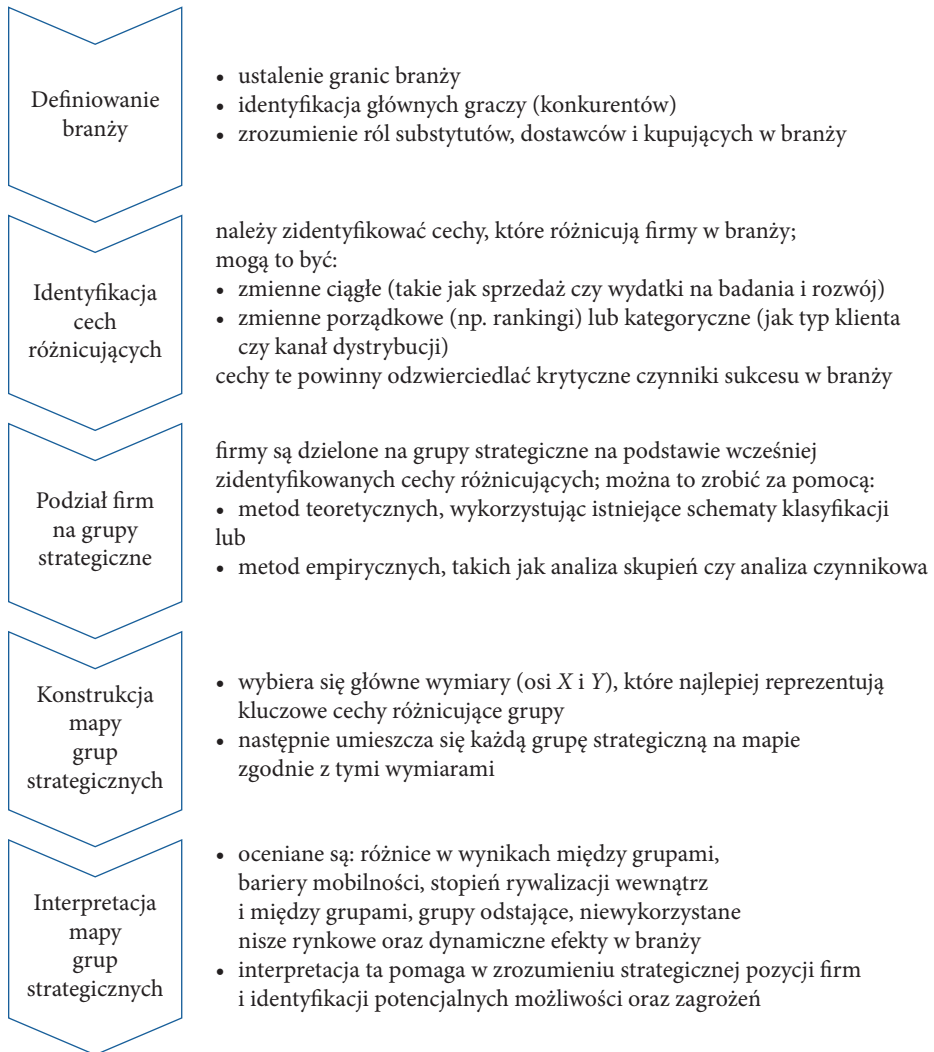 Definiowanie
branży
• ustalenie granic branży
• identyfikacja głównych graczy (konkurentów)
• zrozumienie ról substytutów, dostawców i kupujących w branży
Identyfikacja
cech
różnicujących
należy zidentyfikować cechy, które różnicują firmy w branży;
mogą to być:
• zmienne ciągłe (takie jak sprzedaż czy wydatki na badania i rozwój)
• zmienne porządkowe (np. rankingi) lub kategoryczne (jak typ klienta
czy kanał dystrybucji)
cechy te powinny odzwierciedlać krytyczne czynniki sukcesu w branży
Podział firm
na grupy
strategiczne
firmy są dzielone na grupy strategiczne na podstawie wcześniej
zidentyfikowanych cechy różnicujących; można to zrobić za pomocą:
• metod teoretycznych, wykorzystując istniejące schematy klasyfikacji
lub
• metod empirycznych, takich jak analiza skupień czy analiza czynnikowa
Konstrukcja
mapy
grup
strategicznych
• wybiera się główne wymiary (osi X i Y), które najlepiej reprezentują
kluczowe cechy różnicujące grupy
• następnie umieszcza się każdą grupę strategiczną na mapie
zgodnie z tymi wymiarami
Interpretacja
mapy
grup
strategicznych
• oceniane są: różnice w wynikach między grupami,
bariery mobilności, stopień rywalizacji wewnątrz
i między grupami, grupy odstające, niewykorzystane
nisze rynkowe oraz dynamiczne efekty w branży
• interpretacja ta pomaga w zrozumieniu strategicznej pozycji firm
i identyfikacji potencjalnych możliwości oraz zagrożeń